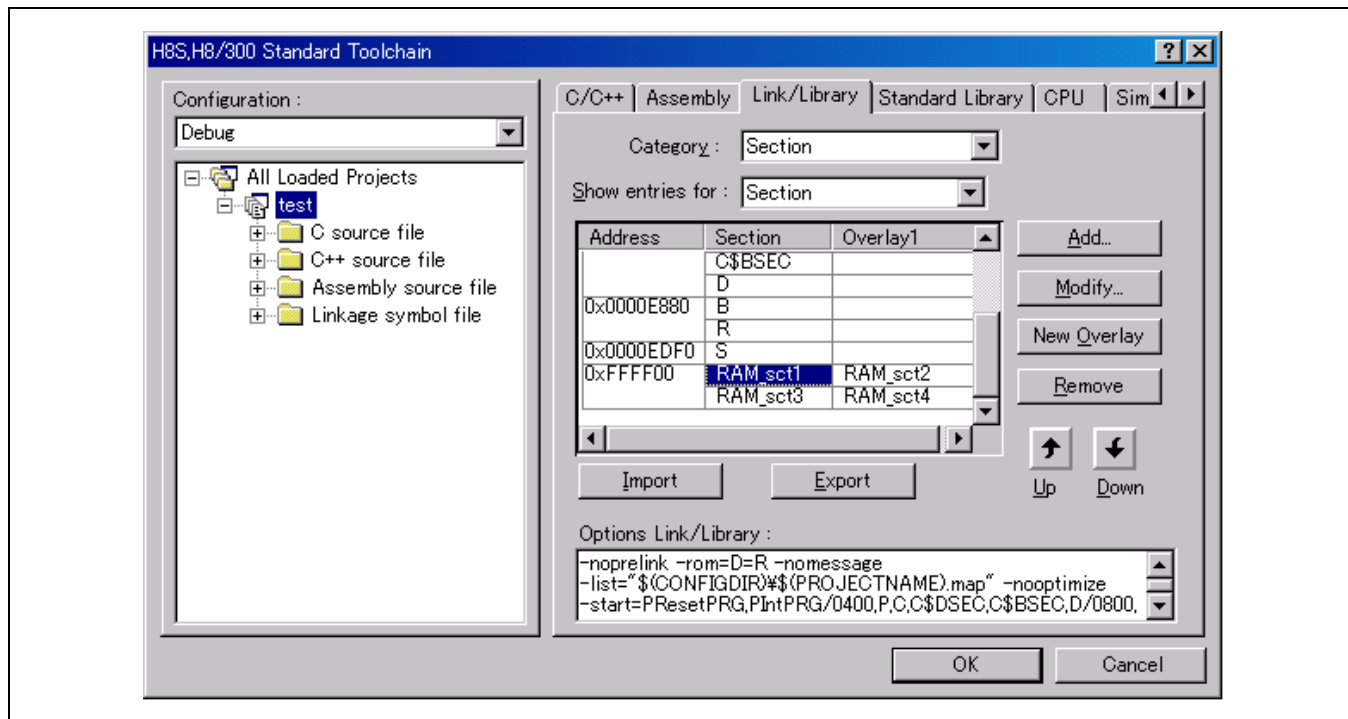 H8S,H8/300 Standard Toolchain
Configuration :
Debug
All Loaded Projects
test
C source file
C++ source file
Assembly source file
Linkage symbol file
C/C++ Assembly Link/Library Standard Library CPU Sim
Category : Section
Show entries for : Section
Address Section Overlay1
C$BSEC
D
0x0000E880 B
R
0x0000EDF0 S
0xFFFF00 RAM_sct1 RAM_sct2
RAM_sct3 RAM_sct4
Add...
Modify...
New Overlay
Remove
Up Down
Import Export
Options Link/Library :
-noprelink -rom=D=R -nomessage
-list="$(CONFIGDIR)¥$(PROJECTNAME).map" -nooptimize
-start=PResetPRG,PIntPRG/0400,P,C,C$DSEC,C$BSEC,D/0800,
OK Cancel